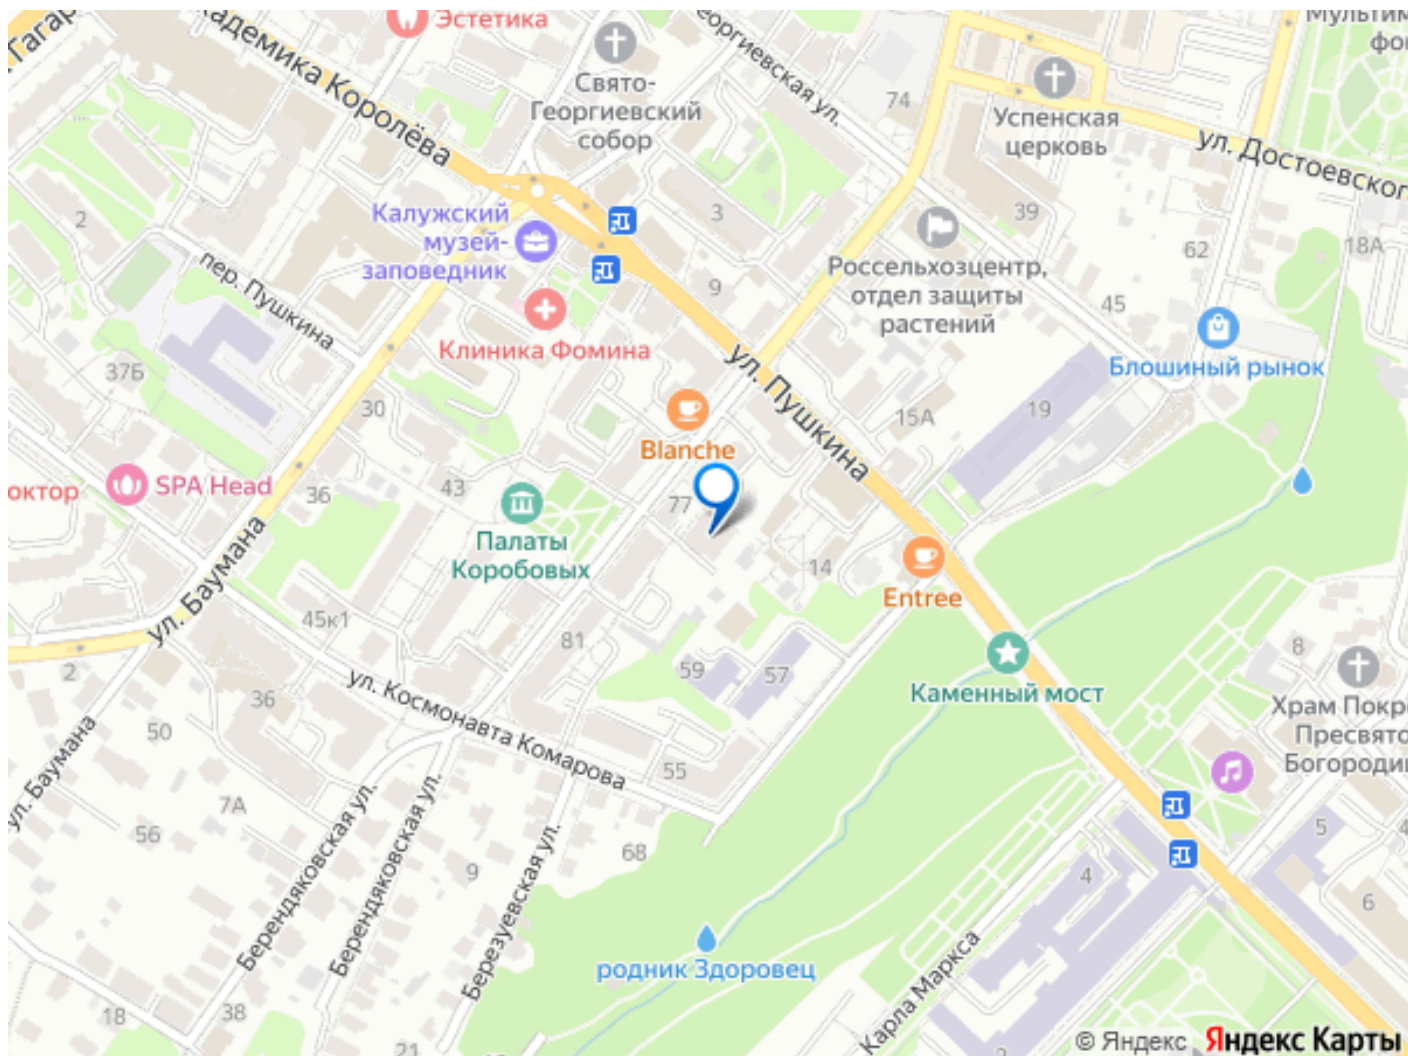 Эстетика
Академика Королёва
Свято-
Георгиевский
собор
74
Успенская
церковь
ул. Достоевског
2
Калужский
музей-
заповедник
3
39
62
18А
пер. Пушкина
Россельхозцентр,
отдел защиты
растений
9
45
Клиника Фомина
ул. Пушкина
Блошиный рынок
37Б
30
15А
19
Blanche
октор
SPA Head
36
43
77
Палаты
Коробовых
14
Entree
ул. Баумана
45к1
81
59
57
8
2
36
ул. Космонавта Комарова
Каменный мост
Храм Покр
Пресвято
Богороди
50
ул. Баумана
55
7А
56
Берендяковская ул.
Берендяковская ул.
Березуевская ул.
68
9
5
4
6
родник Здоровец
Карла Маркса
18
38
21
© Яндекс Яндекс Карты